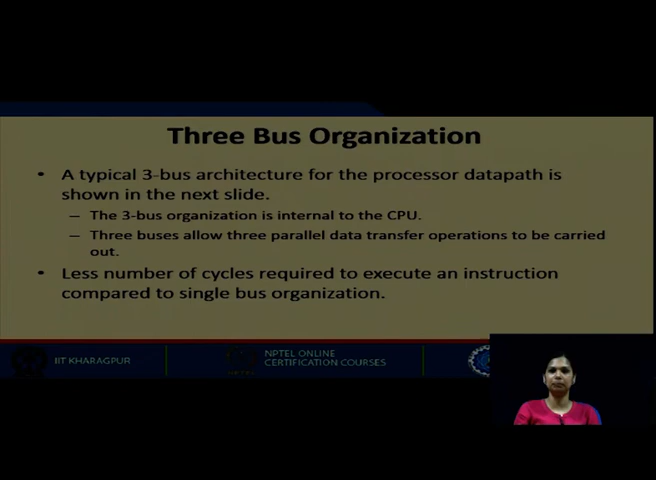 Three Bus Organization
• A typical 3-bus architecture for the processor datapath is
shown in the next slide.
– The 3-bus organization is internal to the CPU.
– Three buses allow three parallel data transfer operations to be carried
out.
• Less number of cycles required to execute an instruction
compared to single bus organization.
IIT KHARAGPUR
NPTEL ONLINE
CERTIFICATION COURSES